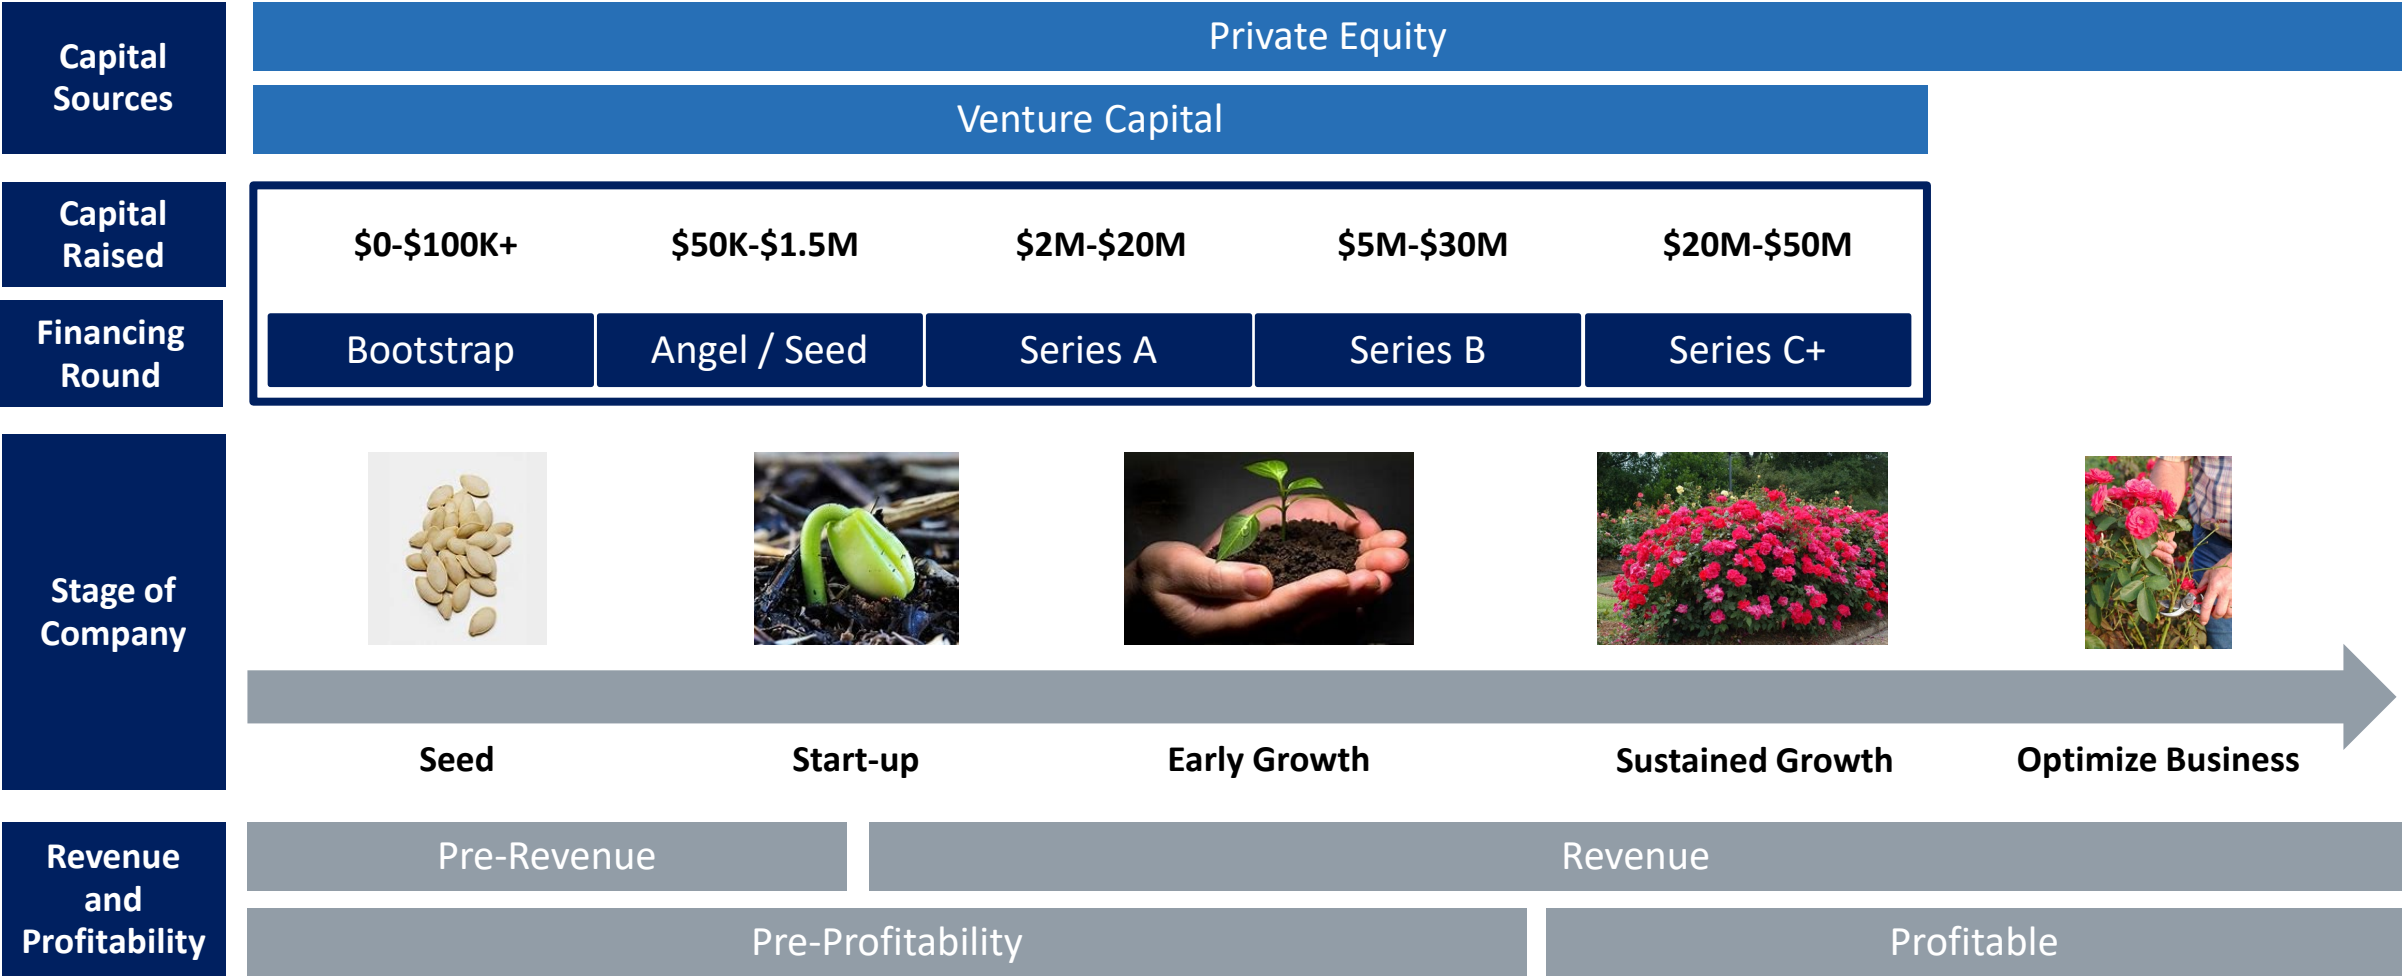 Capital
Sources
Private Equity
Venture Capital
Capital
Raised
$0-$100K+
$50K-$1.5M
$2M-$20M
$5M-$30M
$20M-$50M
Financing
Round
Bootstrap
Angel / Seed
Series A
Series B
Series C+
Stage of
Company
Seed
Start-up
Early Growth
Sustained Growth
Optimize Business
Revenue
and
Profitability
Pre-Revenue
Revenue
Pre-Profitability
Profitable